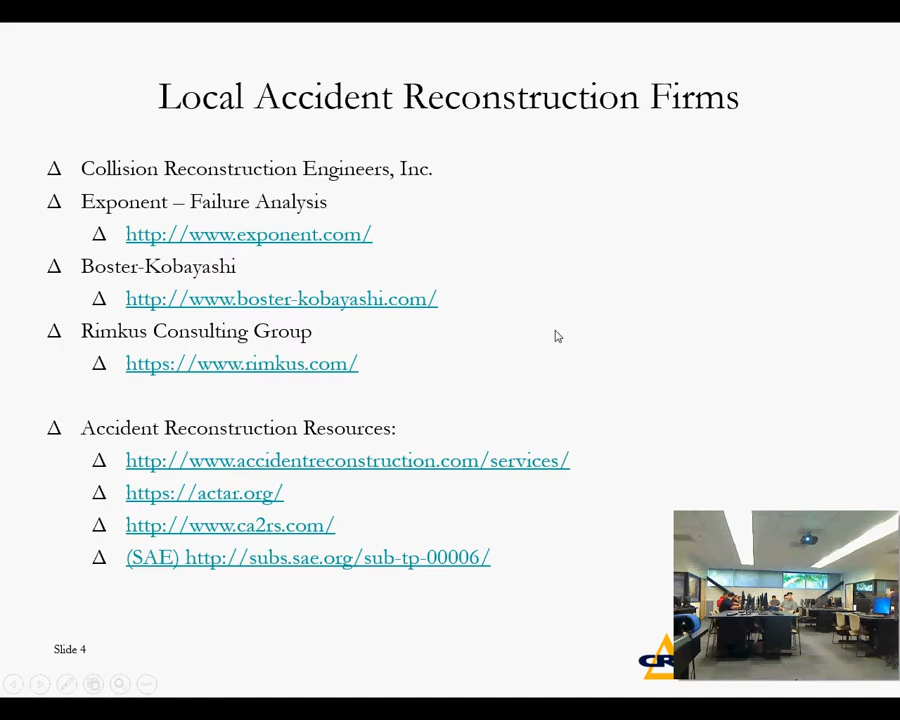 Local Accident Reconstruction Firms
Δ Collision Reconstruction Engineers, Inc.
Δ Exponent – Failure Analysis
Δ http://www.exponent.com/
Δ Boster-Kobayashi
Δ http://www.boster-kobayashi.com/
Δ Rimkus Consulting Group
Δ https://www.rimkus.com/
Δ Accident Reconstruction Resources:
Δ http://www.accidentreconstruction.com/services/
Δ https://actar.org/
Δ http://www.ca2rs.com/
Δ (SAE) http://subs.sae.org/sub-tp-00006/
Slide 4